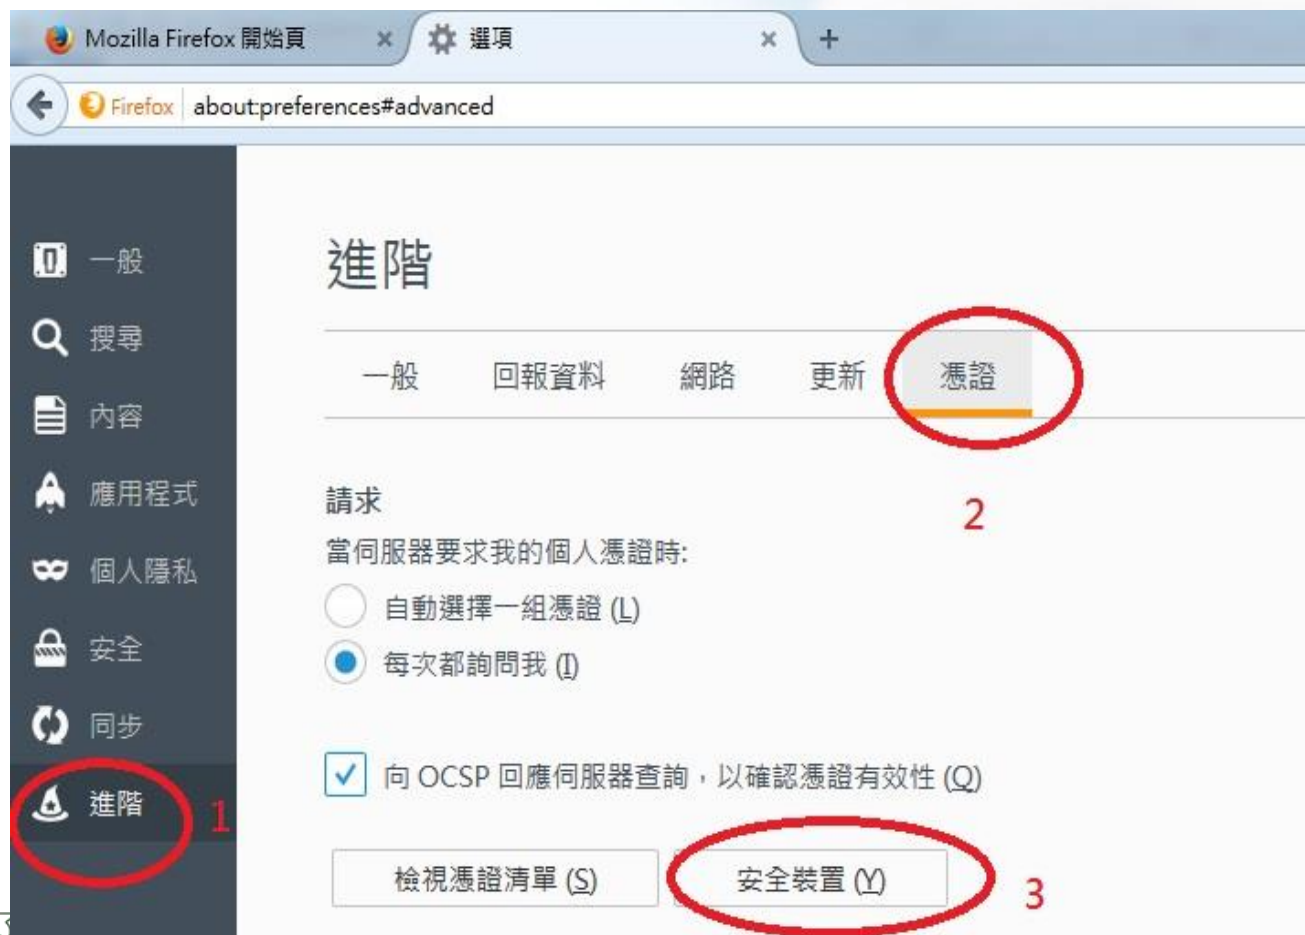 Mozilla Firefox 開始頁 × 選項 × +
Firefox about:preferences#advanced
進階
一般
搜尋
內容
應用程式
個人隱私
安全
同步
進階
1
一般 回報資料 網路 更新 憑證
2
請求
當伺服器要求我的個人憑證時:
自動選擇一組憑證 (L)
每次都詢問我 (I)
向 OCSP 回應伺服器查詢，以確認憑證有效性 (Q)
檢視憑證清單 (S) 安全裝置 (Y)
3